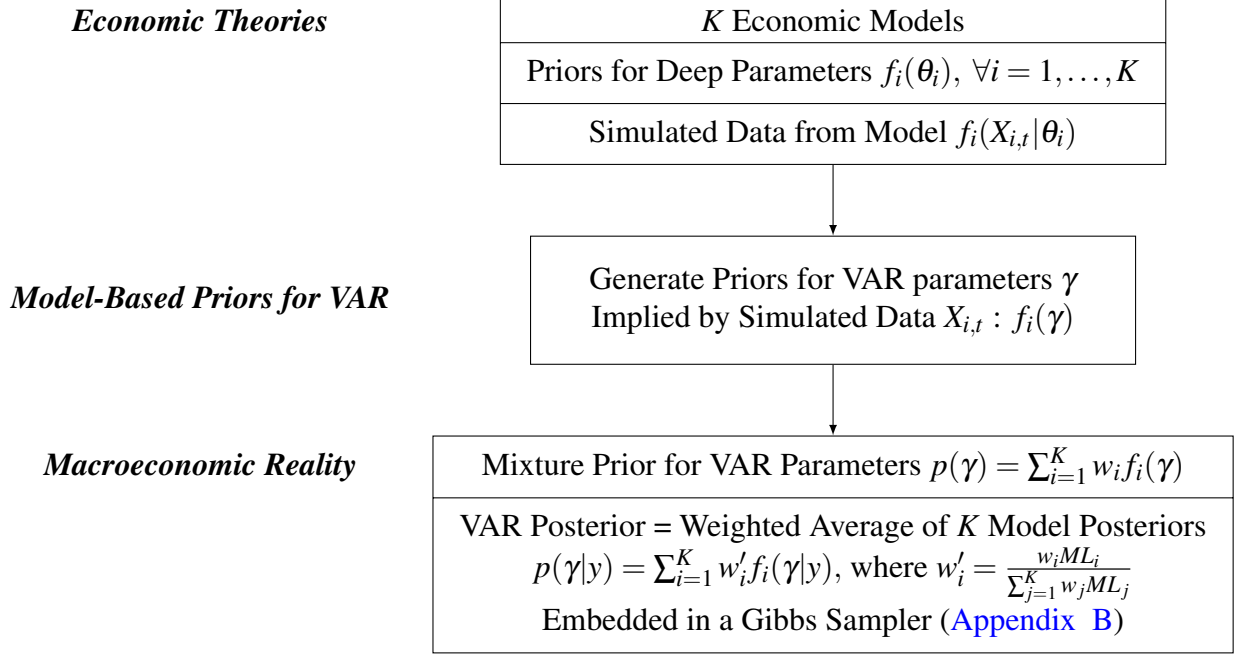 Economic Theories
K Economic Models
Priors for Deep Parameters f_i(θ_i), ∀i = 1,…,K
Simulated Data from Model f_i(X_{i,t}|θ_i)
Model-Based Priors for VAR
Generate Priors for VAR parameters γ
Implied by Simulated Data X_{i,t} : f_i(γ)
Macroeconomic Reality
Mixture Prior for VAR Parameters p(γ) = ∑_{i=1}^{K} w_i f_i(γ)
VAR Posterior = Weighted Average of K Model Posteriors
p(γ|y) = ∑_{i=1}^{K} w′_i f_i(γ|y), where w′_i = \frac{w_i ML_i}{∑_{j=1}^{K} w_j ML_j}
Embedded in a Gibbs Sampler (Appendix B)